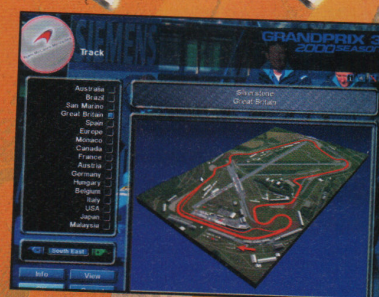 Track
SIEMENS
GRANDPRIX 3
2000 SEASON
Australia
Brazil
San Marino
Great Britain
Spain
Europe
Monaco
Canada
France
Austria
Germany
Hungary
Belgium
Italy
USA
Japan
Malaysia
Silverstone
Great Britain
South East
Info
View